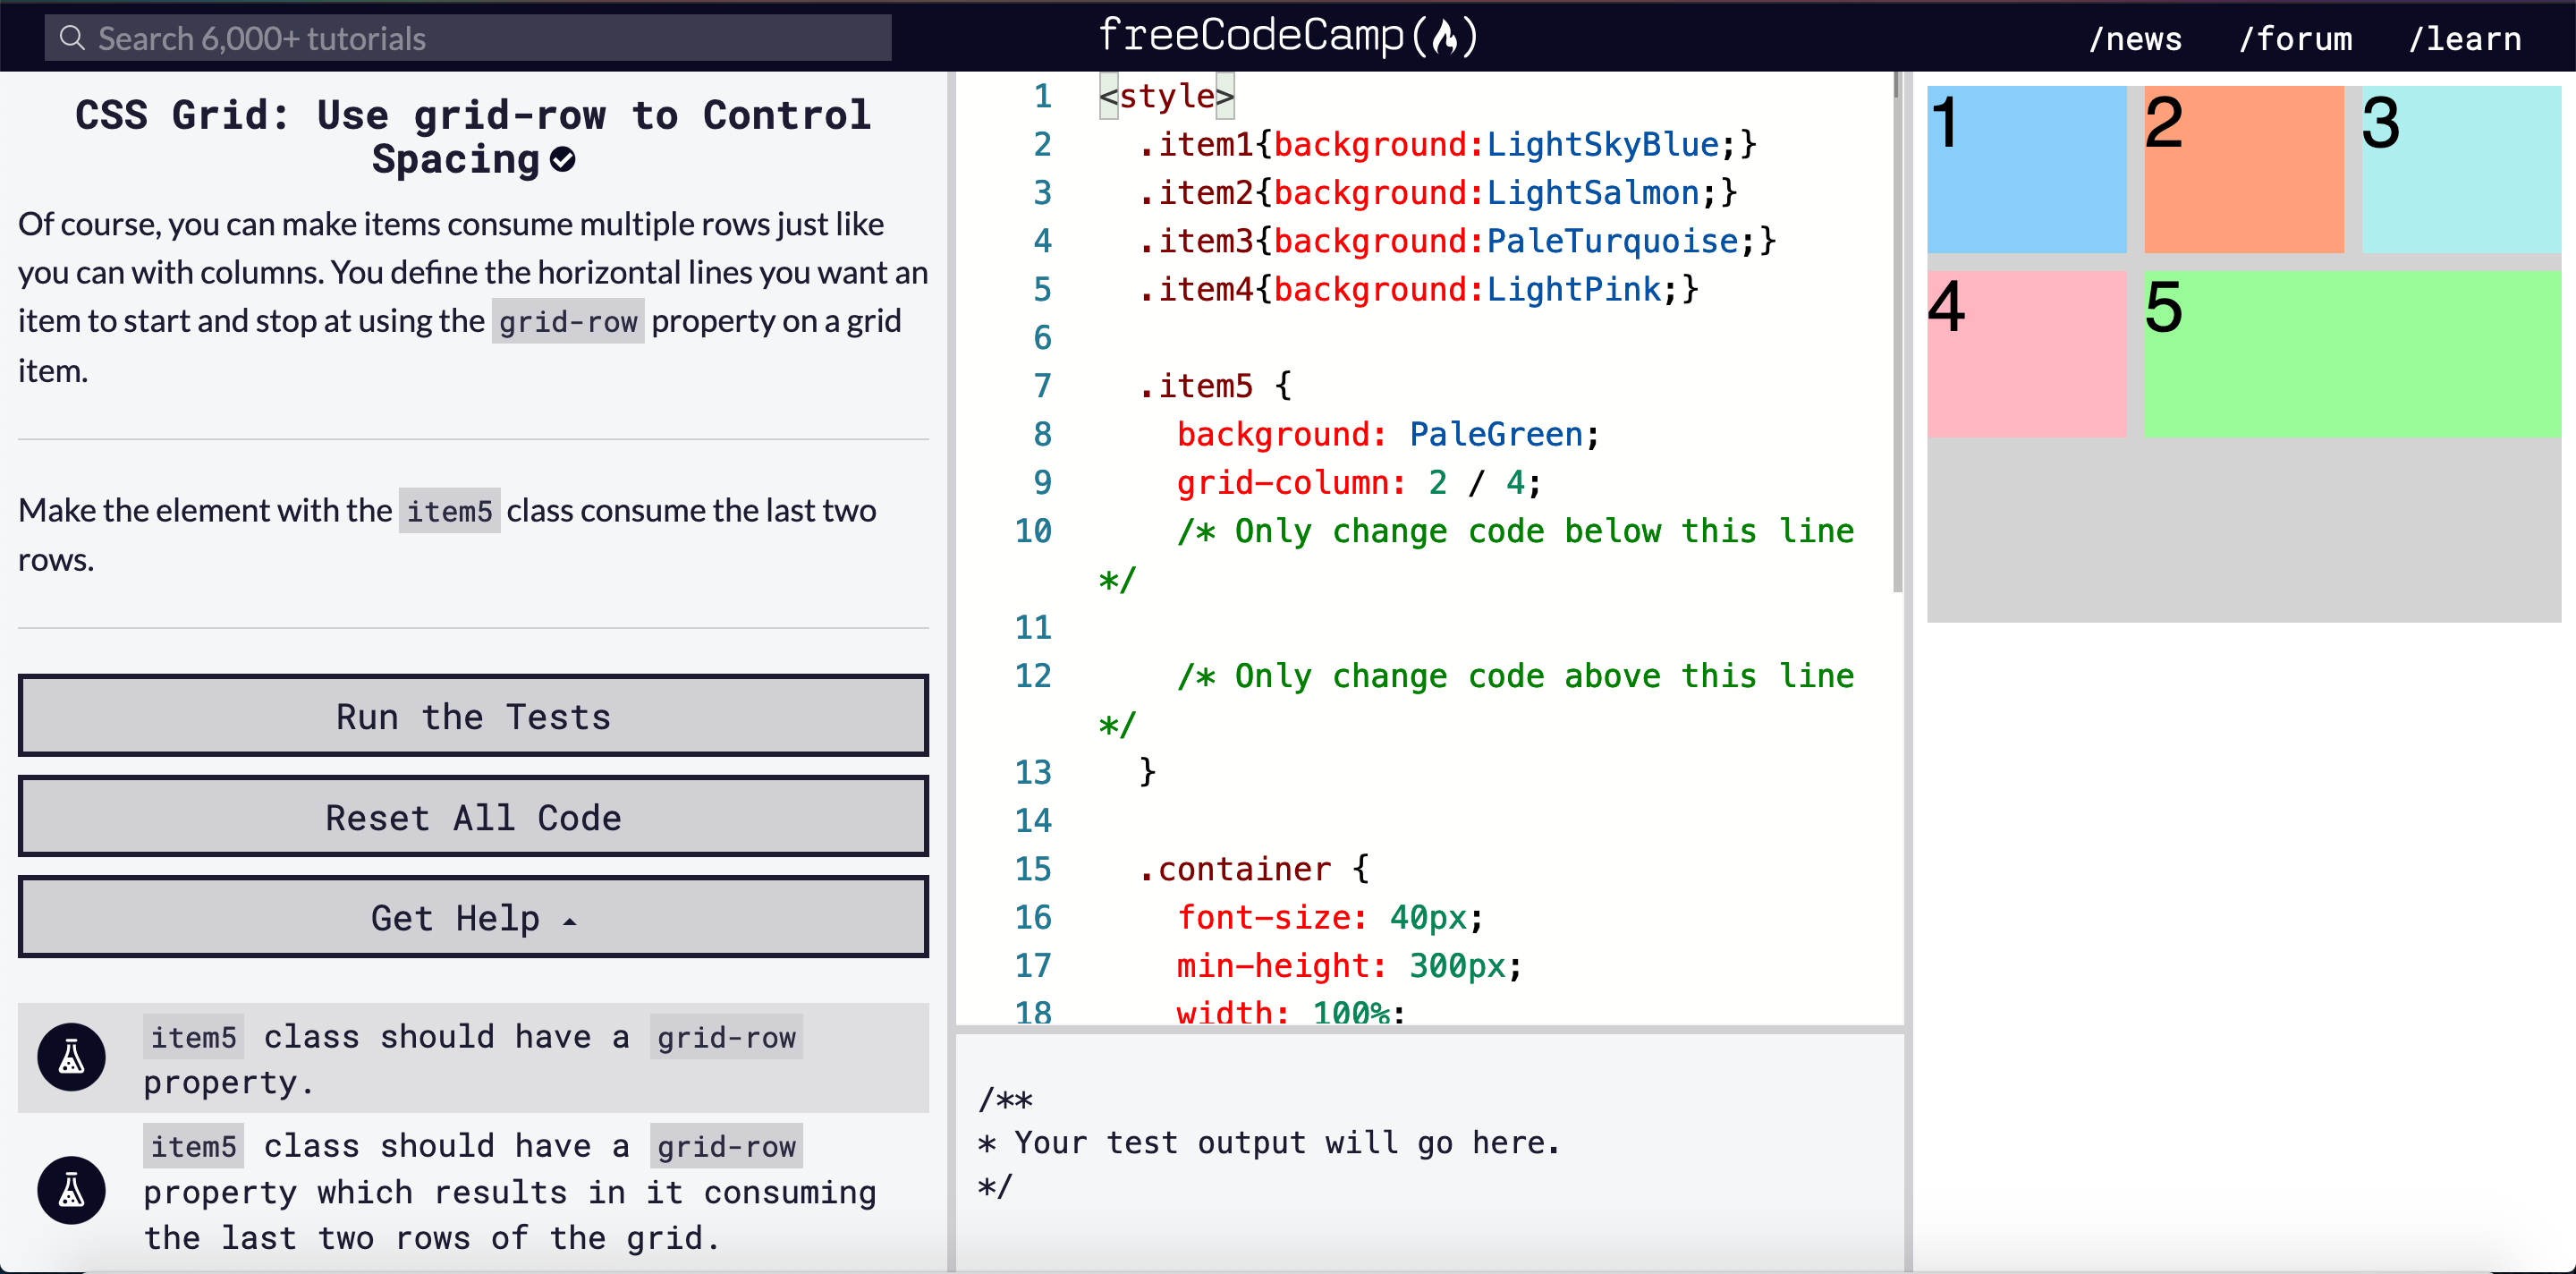 Search 6,000+ tutorials
freeCodeCamp(🔥)
/news /forum /learn
CSS Grid: Use grid-row to Control
Spacing
Of course, you can make items consume multiple rows just like
you can with columns. You define the horizontal lines you want an
item to start and stop at using the grid-row property on a grid
item.
Make the element with the item5 class consume the last two
rows.
Run the Tests
Reset All Code
Get Help
item5 class should have a grid-row
property.
item5 class should have a grid-row
property which results in it consuming
the last two rows of the grid.
1 <style>
2 .item1{background:LightSkyBlue;}
3 .item2{background:LightSalmon;}
4 .item3{background:PaleTurquoise;}
5 .item4{background:LightPink;}
6
7 .item5 {
8 background: PaleGreen;
9 grid-column: 2 / 4;
10 /* Only change code below this line
*/
11
12 /* Only change code above this line
*/
13 }
14
15 .container {
16 font-size: 40px;
17 min-height: 300px;
18 width: 100%;
/**
* Your test output will go here.
*/
1 2 3
4 5